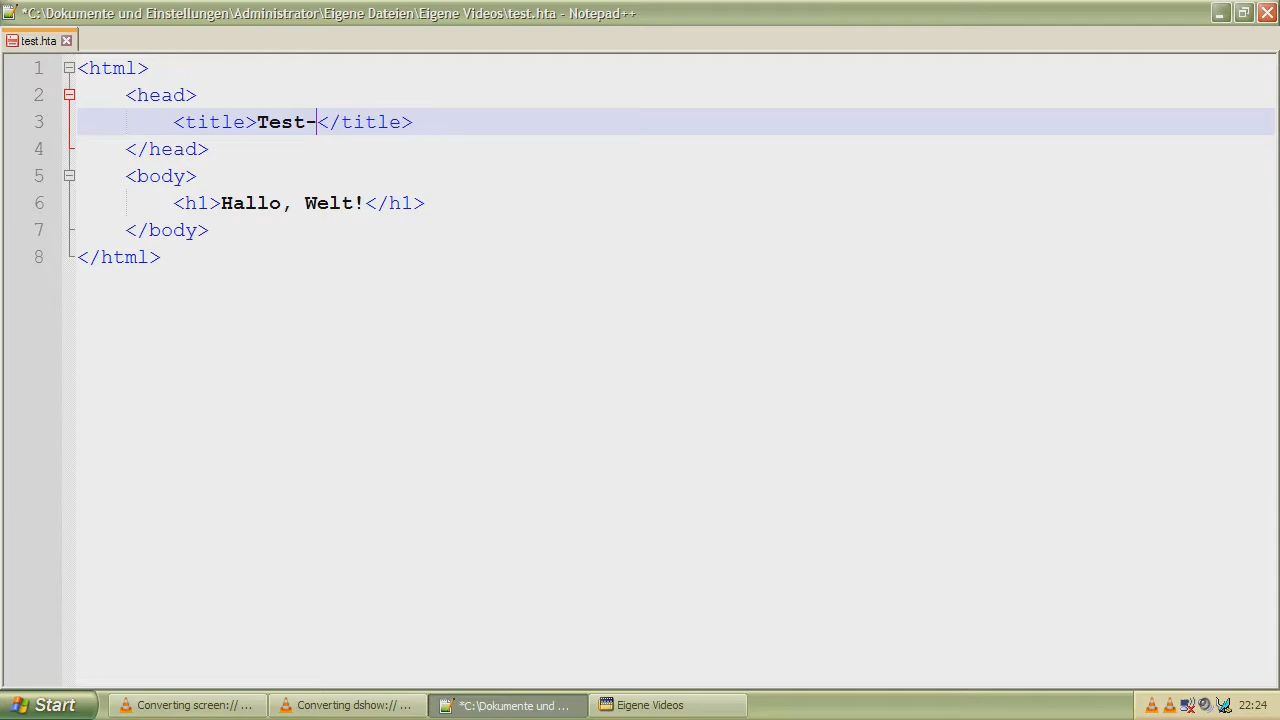 *C:\Dokumente und Einstellungen\Administrator\Eigene Dateien\Eigene Videos\test.hta - Notepad++
test.hta
1 <html>
2 <head>
3 <title>Test-</title>
4 </head>
5 <body>
6 <h1>Hallo, Welt!</h1>
7 </body>
8 </html>
Start Converting screen:// ... Converting dshow:// ... *C:\Dokumente und ... Eigene Videos 22:24